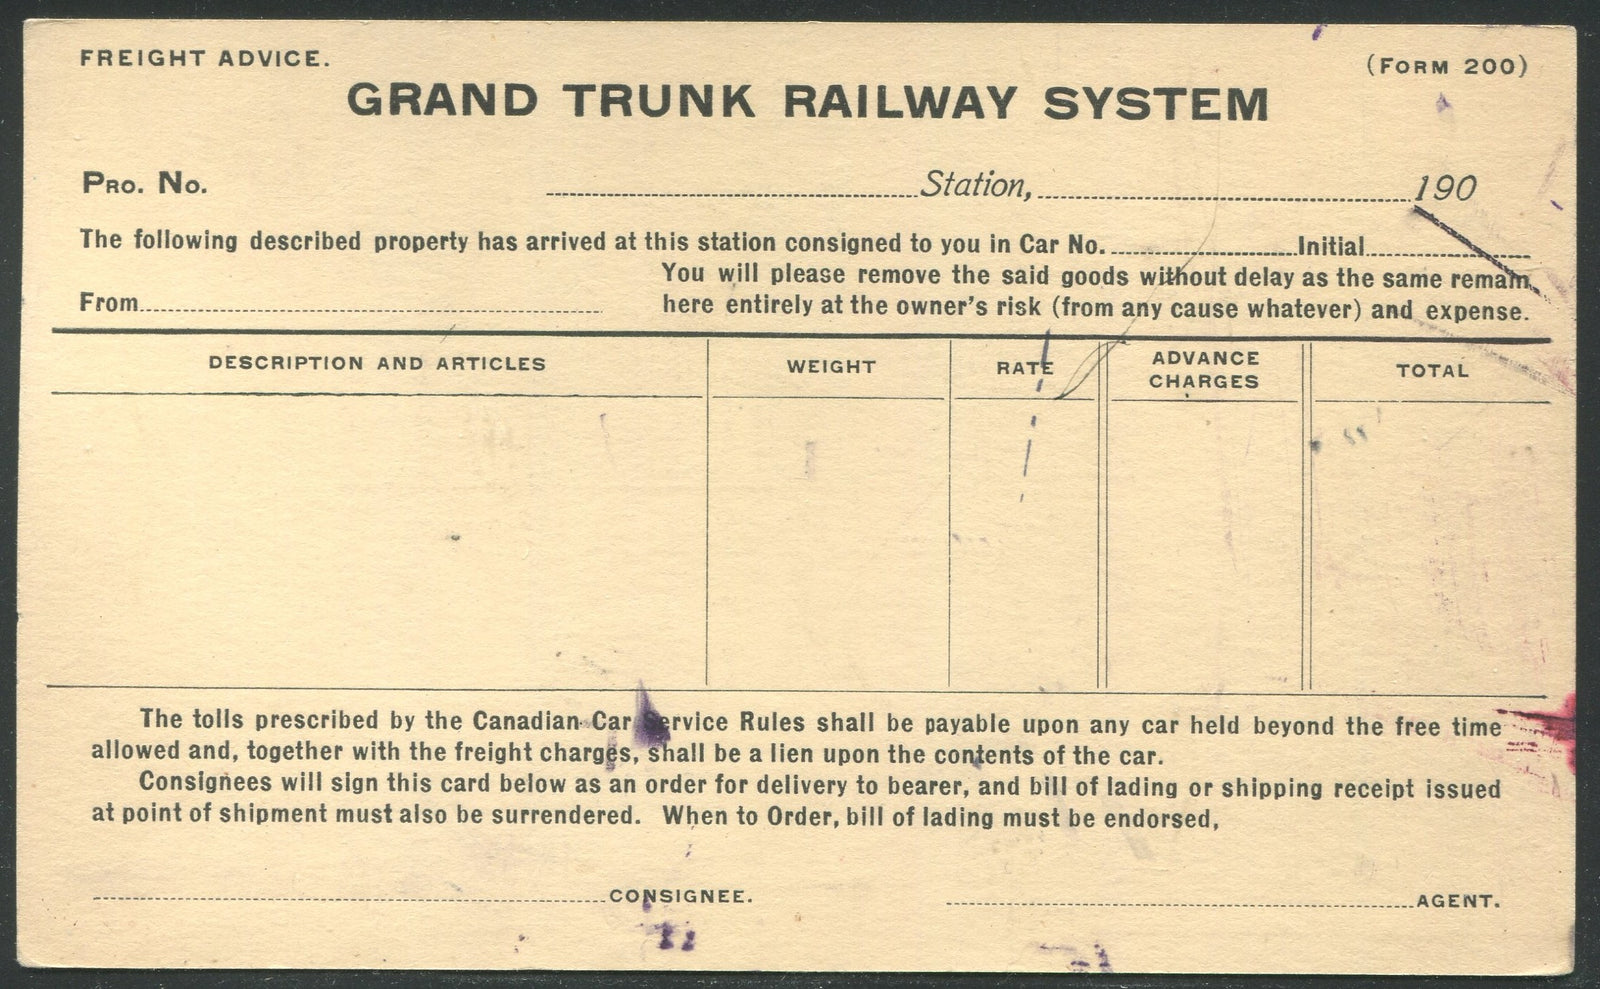 FREIGHT ADVICE.
(FORM 200)
GRAND TRUNK RAILWAY SYSTEM
PRO. NO. Station, 190
The following described property has arrived at this station consigned to you in Car No. Initial
You will please remove the said goods without delay as the same remain
From here entirely at the owner's risk (from any cause whatever) and expense.
DESCRIPTION AND ARTICLES WEIGHT RATE ADVANCE CHARGES TOTAL
The tolls prescribed by the Canadian Car Service Rules shall be payable upon any car held beyond the free time
allowed and, together with the freight charges, shall be a lien upon the contents of the car.
Consignees will sign this card below as an order for delivery to bearer, and bill of lading or shipping receipt issued
at point of shipment must also be surrendered. When to Order, bill of lading must be endorsed,
CONSIGNEE. AGENT.